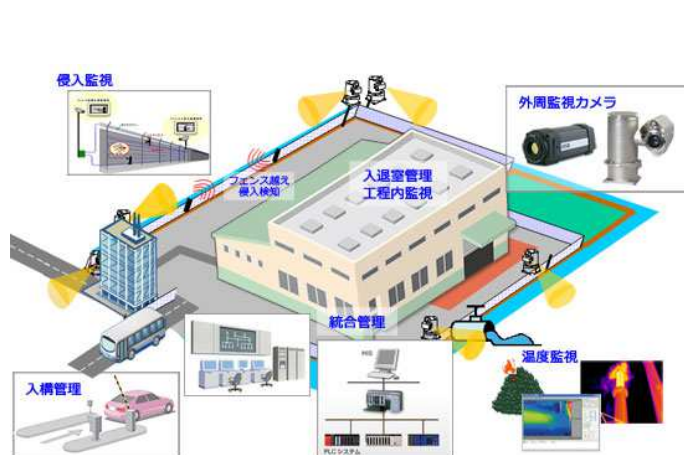 侵入監視
外周監視カメラ
フェンス越え
侵入検知
入退室管理
工程内監視
統合管理
温度監視
入構管理
PLCシステム